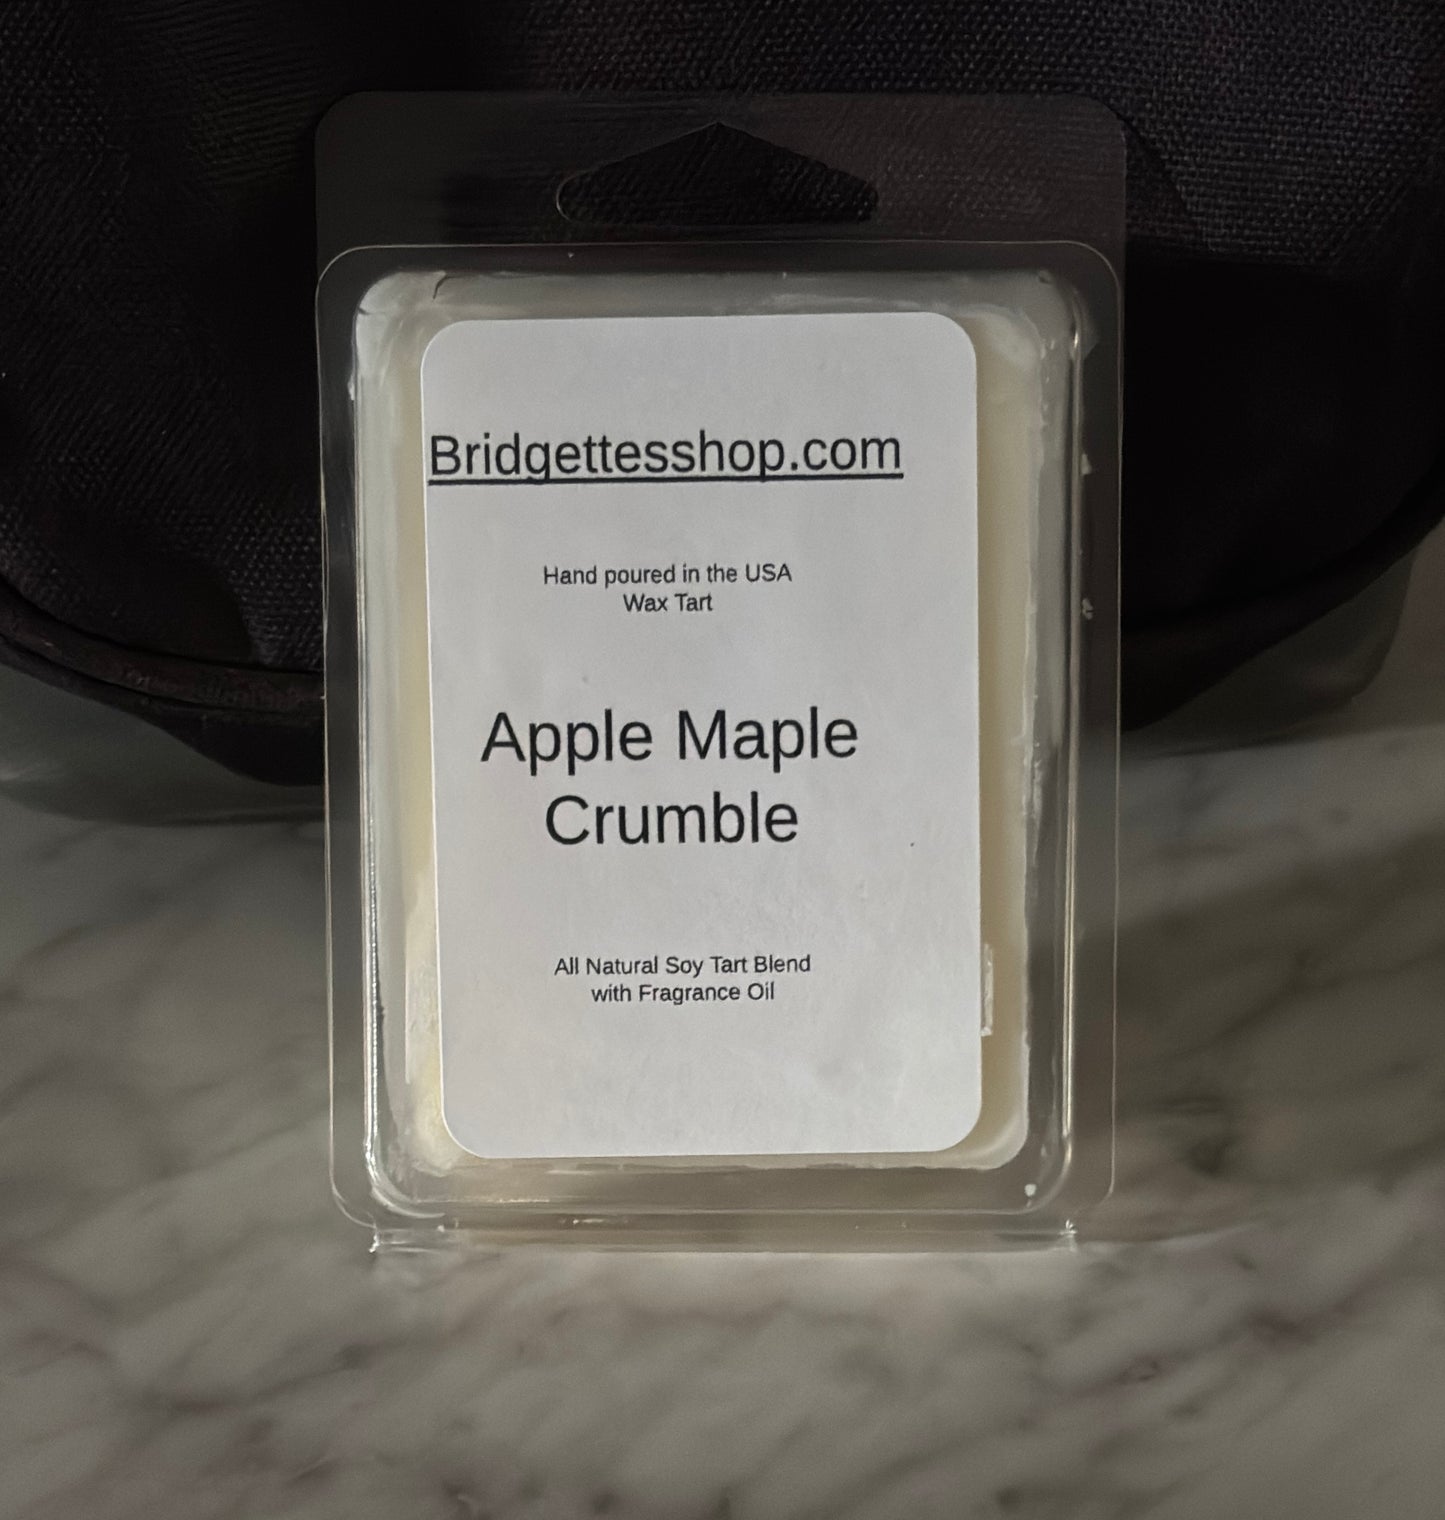 Bridgettesshop.com
Hand poured in the USA
Wax Tart
Apple Maple
Crumble
All Natural Soy Tart Blend
with Fragrance Oil